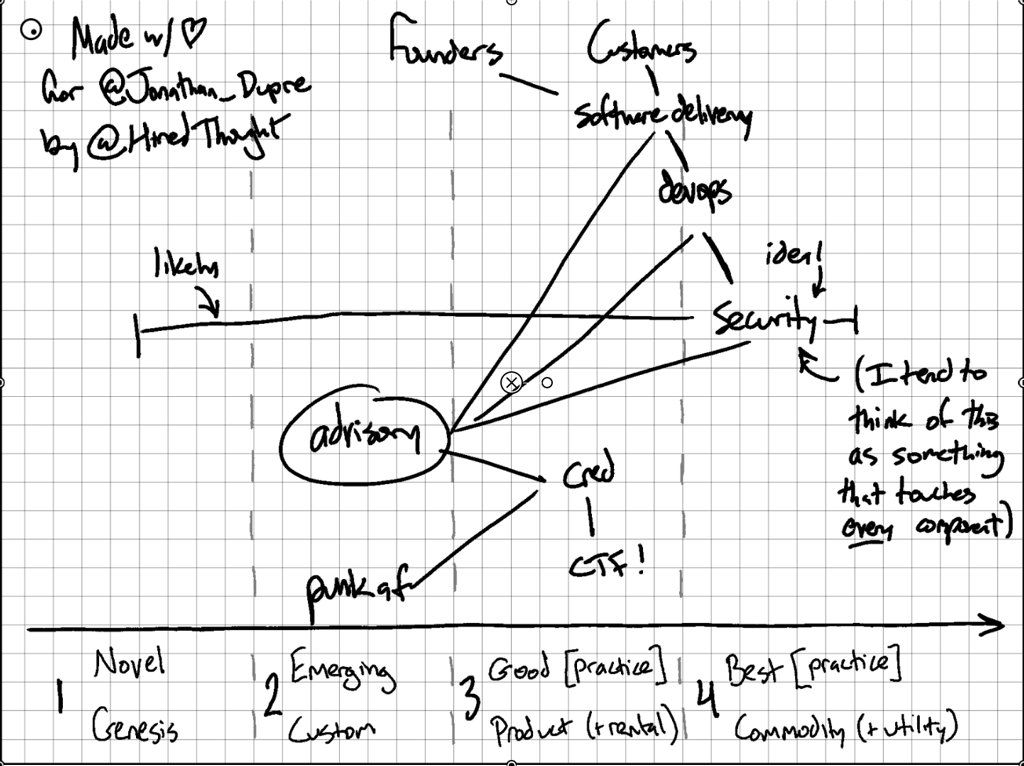 Made w/ ♡
for @Jonathan_Dupre
by @HiredThought
Founders
Customers
Software delivery
devops
likely
ideal
Security
(I tend to
think of this
as something
that touches
every component)
advisory
cred
CTF!
punk af
1
Novel
Genesis
2
Emerging
Custom
3
Good [practice]
Product (+rental)
4
Best [practice]
Commodity (+utility)